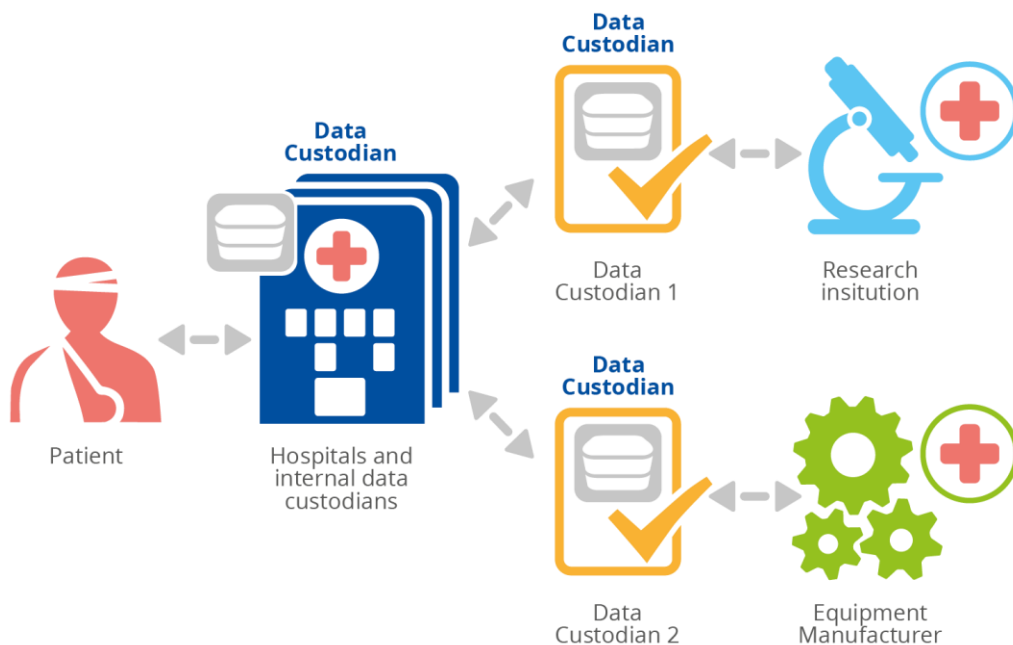 Data
Custodian
Data
Custodian 1
Research
insitution
Data
Custodian
Patient
Hospitals and
internal data
custodians
Data
Custodian
Data
Custodian 2
Equipment
Manufacturer